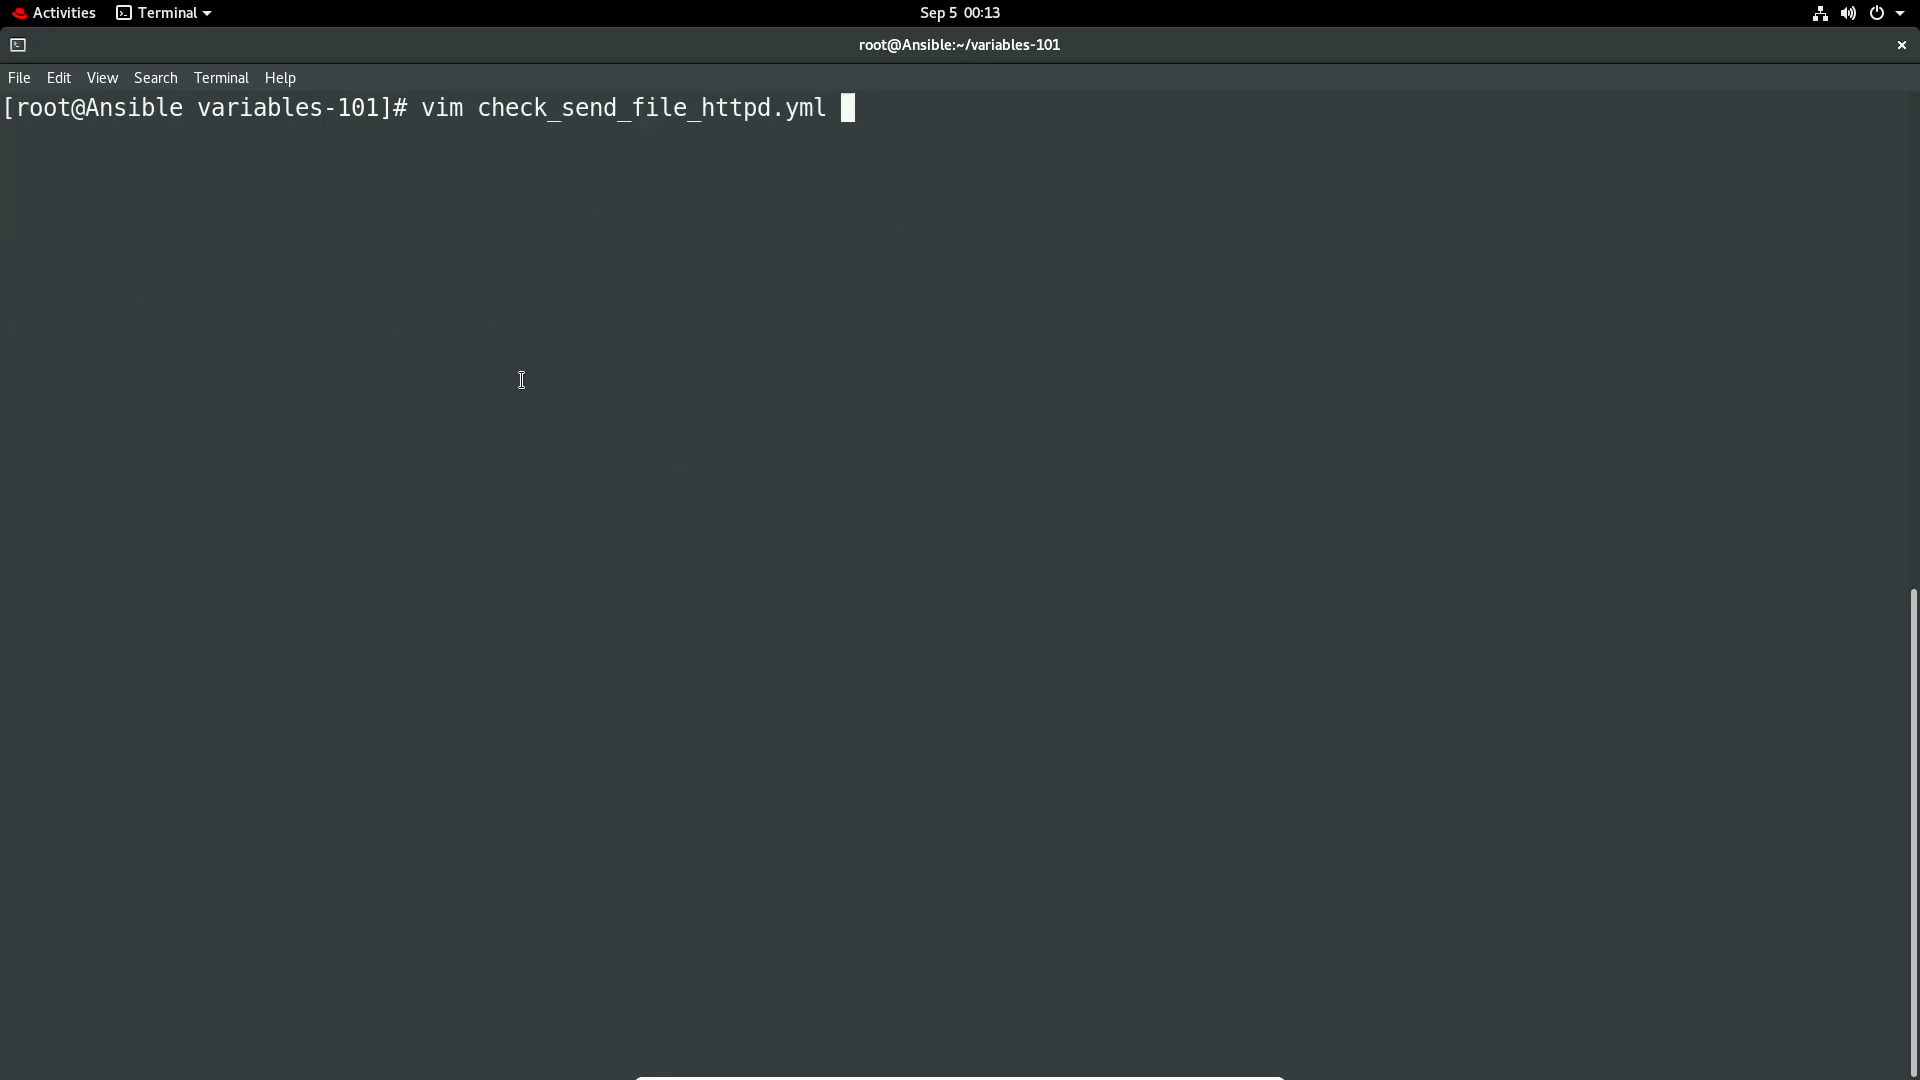 Activities Terminal Sep 5 00:13
root@Ansible:~/variables-101
File Edit View Search Terminal Help
[root@Ansible variables-101]# vim check_send_file_httpd.yml